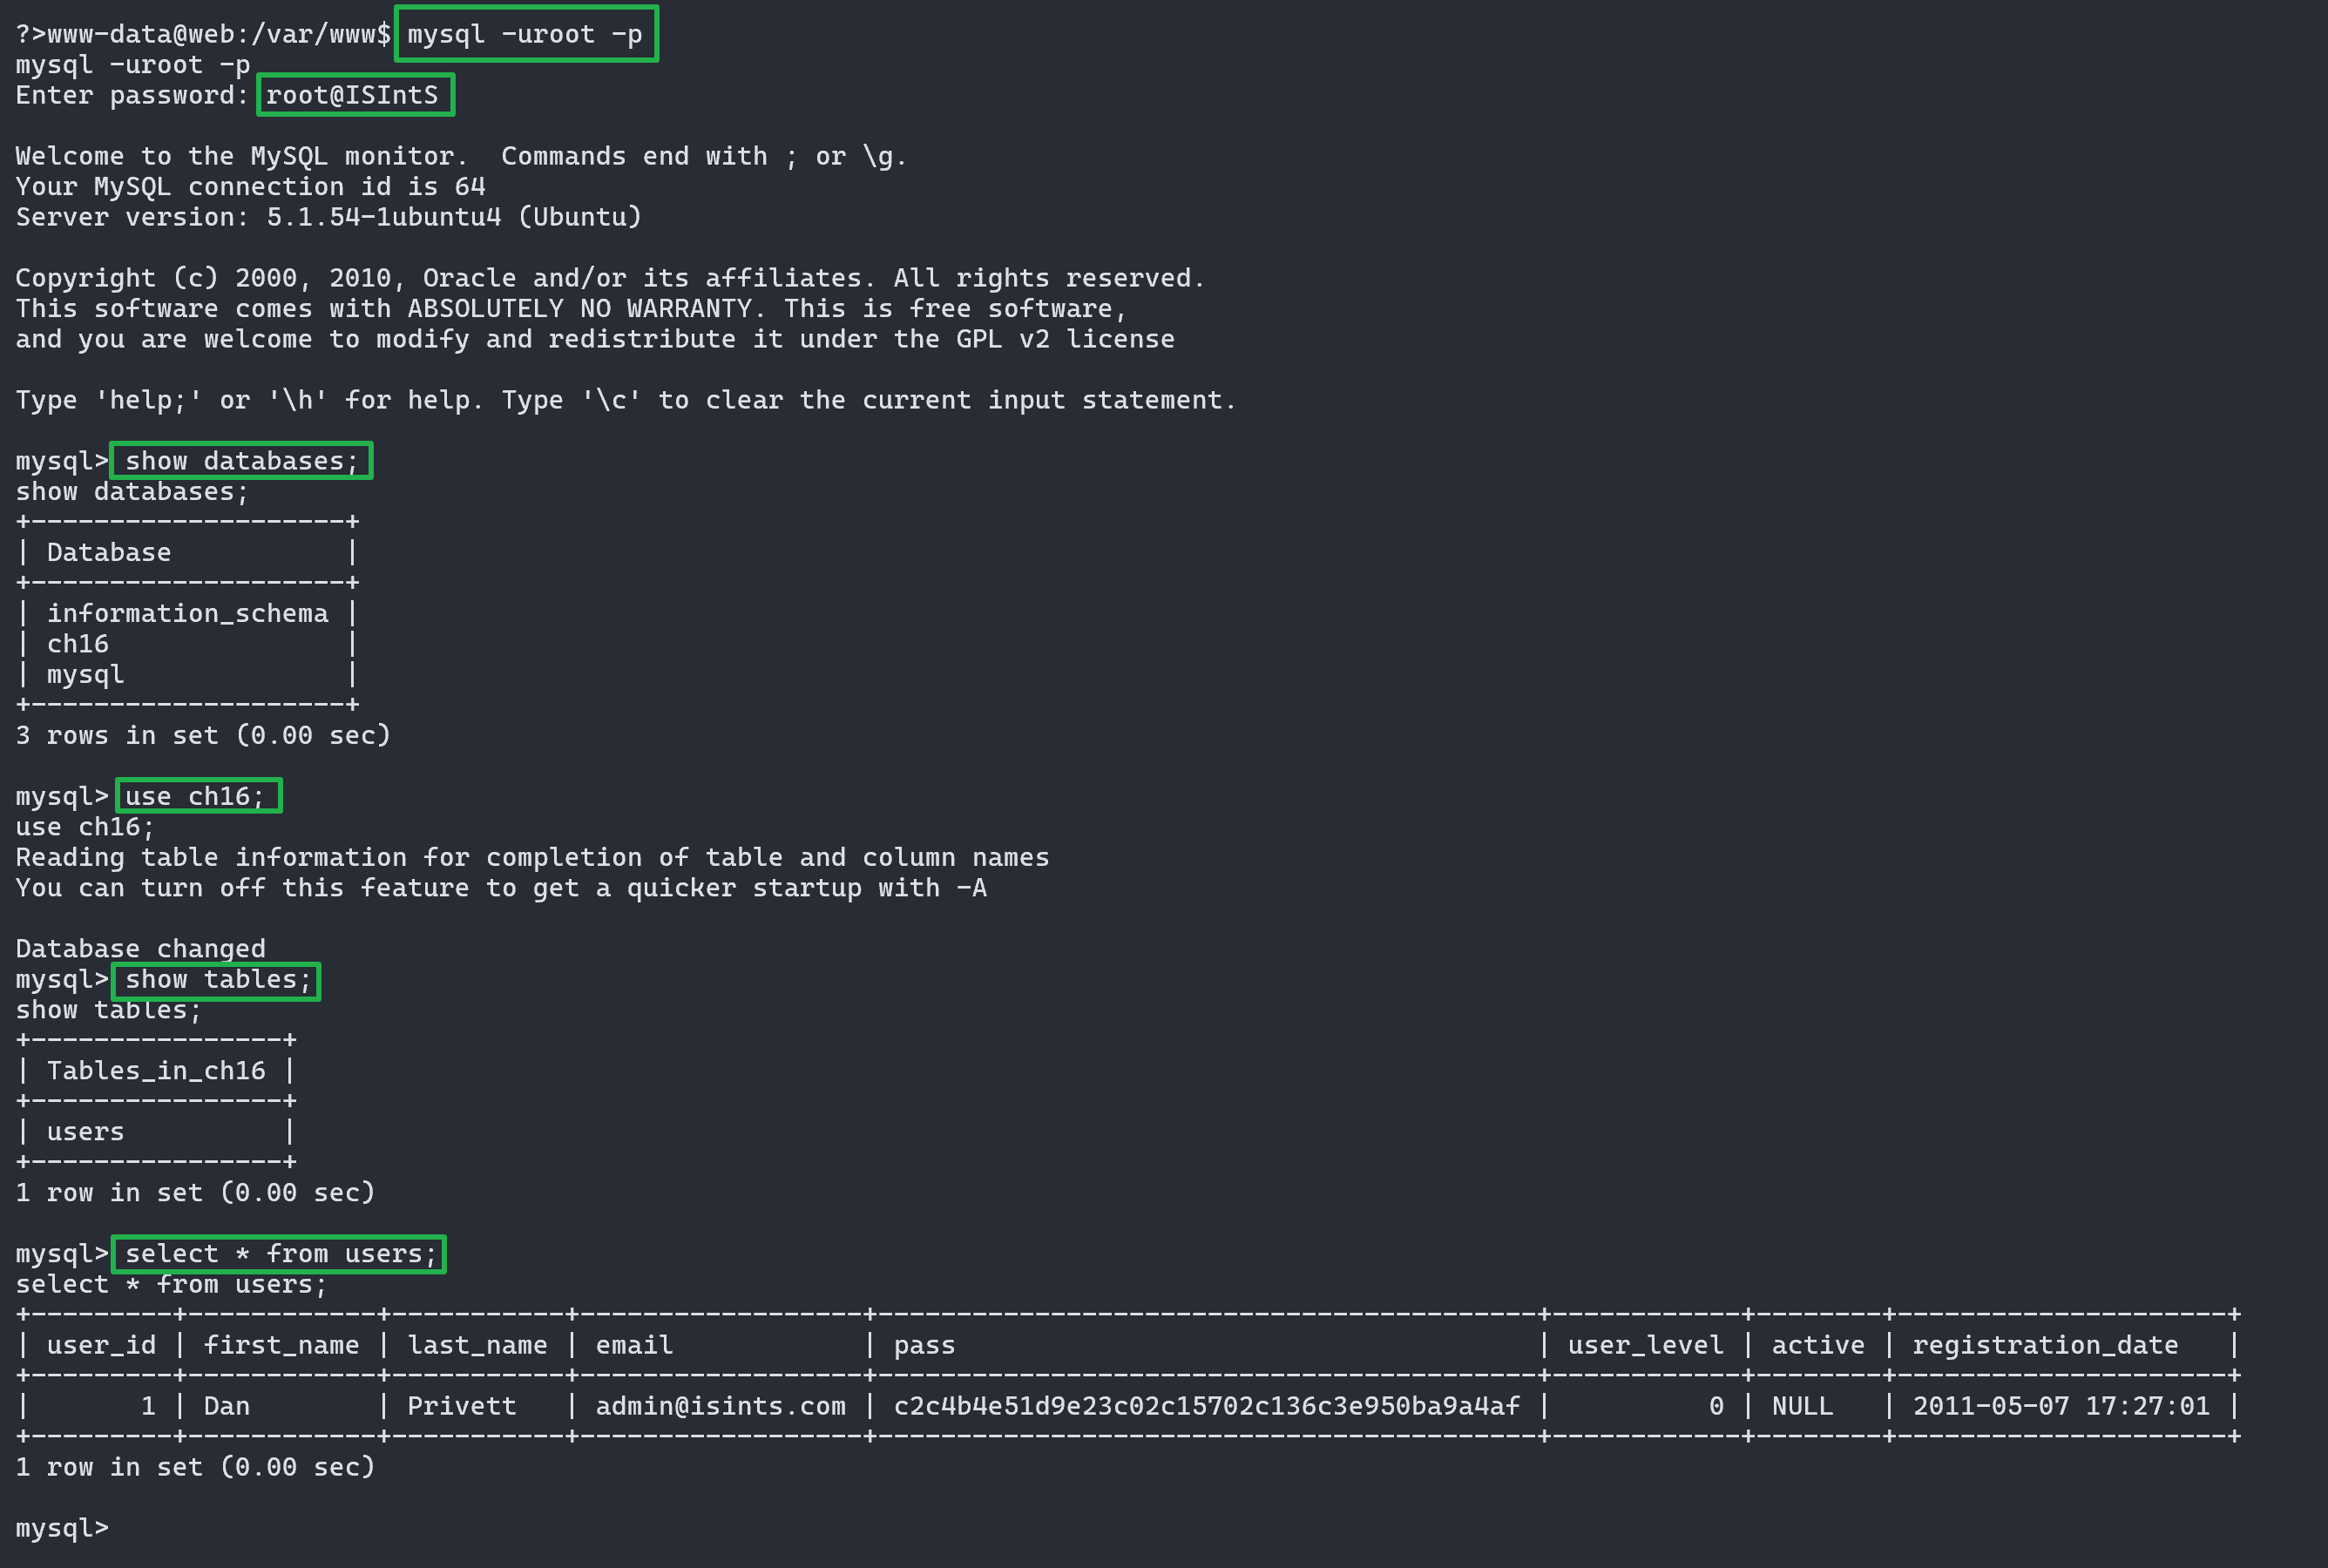 ?>www-data@web:/var/www$ mysql -uroot -p
mysql -uroot -p
Enter password: root@ISIntS
Welcome to the MySQL monitor.  Commands end with ; or \g.
Your MySQL connection id is 64
Server version: 5.1.54-1ubuntu4 (Ubuntu)
Copyright (c) 2000, 2010, Oracle and/or its affiliates. All rights reserved.
This software comes with ABSOLUTELY NO WARRANTY. This is free software,
and you are welcome to modify and redistribute it under the GPL v2 license
Type 'help;' or '\h' for help. Type '\c' to clear the current input statement.
mysql> show databases;
show databases;
+--------------------+
| Database           |
+--------------------+
| information_schema |
| ch16               |
| mysql              |
+--------------------+
3 rows in set (0.00 sec)
mysql> use ch16;
use ch16;
Reading table information for completion of table and column names
You can turn off this feature to get a quicker startup with -A
Database changed
mysql> show tables;
show tables;
+----------------+
| Tables_in_ch16 |
+----------------+
| users          |
+----------------+
1 row in set (0.00 sec)
mysql> select * from users;
select * from users;
+---------+------------+-----------+------------------+------------------------------------------+------------+--------+---------------------+
| user_id | first_name | last_name | email            | pass                                     | user_level | active | registration_date   |
+---------+------------+-----------+------------------+------------------------------------------+------------+--------+---------------------+
|       1 | Dan        | Privett   | admin@isints.com | c2c4b4e51d9e23c02c15702c136c3e950ba9a4af |          0 | NULL   | 2011-05-07 17:27:01 |
+---------+------------+-----------+------------------+------------------------------------------+------------+--------+---------------------+
1 row in set (0.00 sec)
mysql>